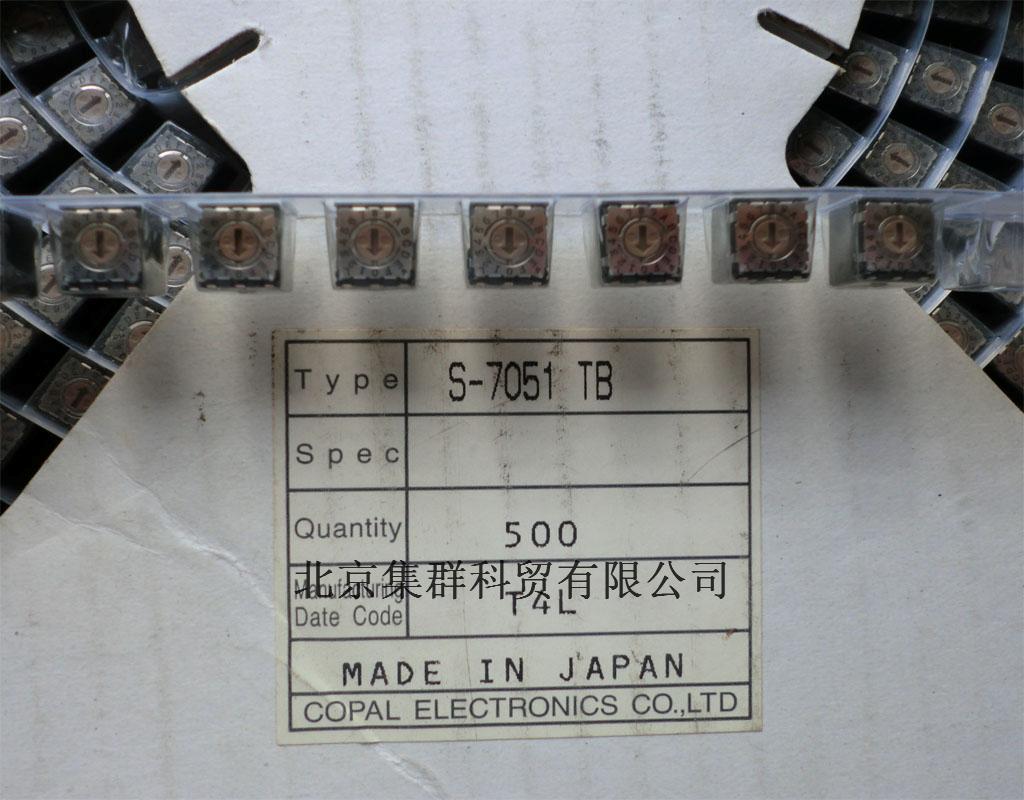 Type S-7051 TB
Spec
Quantity 500
北京集群科贸有限公司
Manufacturing
Date Code T4L
MADE IN JAPAN
COPAL ELECTRONICS CO.,LTD